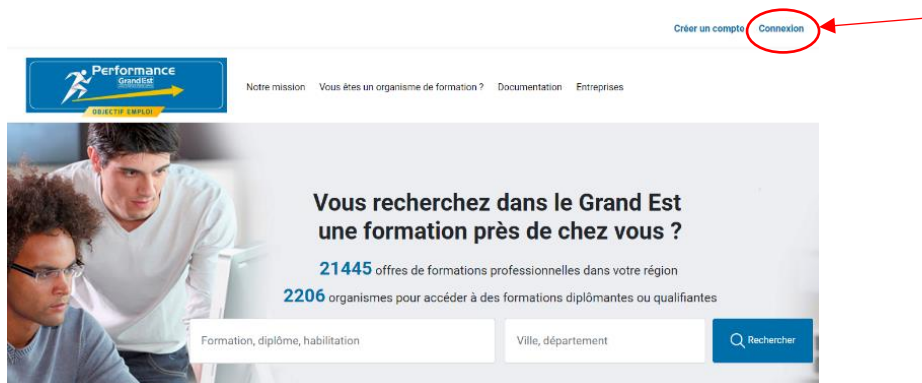 Créer un compte Connexion
Performance
Grand Est
OBJECTIF EMPLOI
Notre mission Vous êtes un organisme de formation ? Documentation Entreprises
Vous recherchez dans le Grand Est
une formation près de chez vous ?
21445 offres de formations professionnelles dans votre région
2206 organismes pour accéder à des formations diplômantes ou qualifiantes
Formation, diplôme, habilitation Ville, département Rechercher